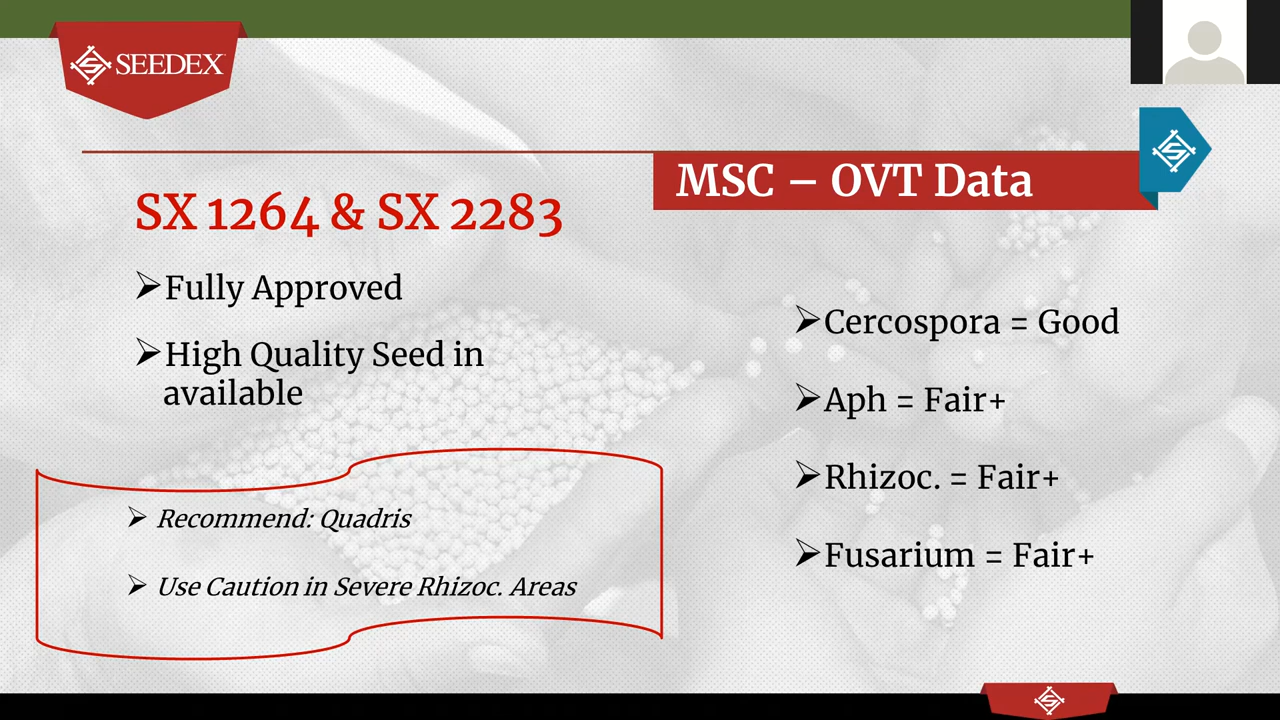 SEEDEX
MSC – OVT Data
SX 1264 & SX 2283
➢Fully Approved
➢High Quality Seed in
available
➢ Recommend: Quadris
➢ Use Caution in Severe Rhizoc. Areas
➢Cercospora = Good
➢Aph = Fair+
➢Rhizoc. = Fair+
➢Fusarium = Fair+